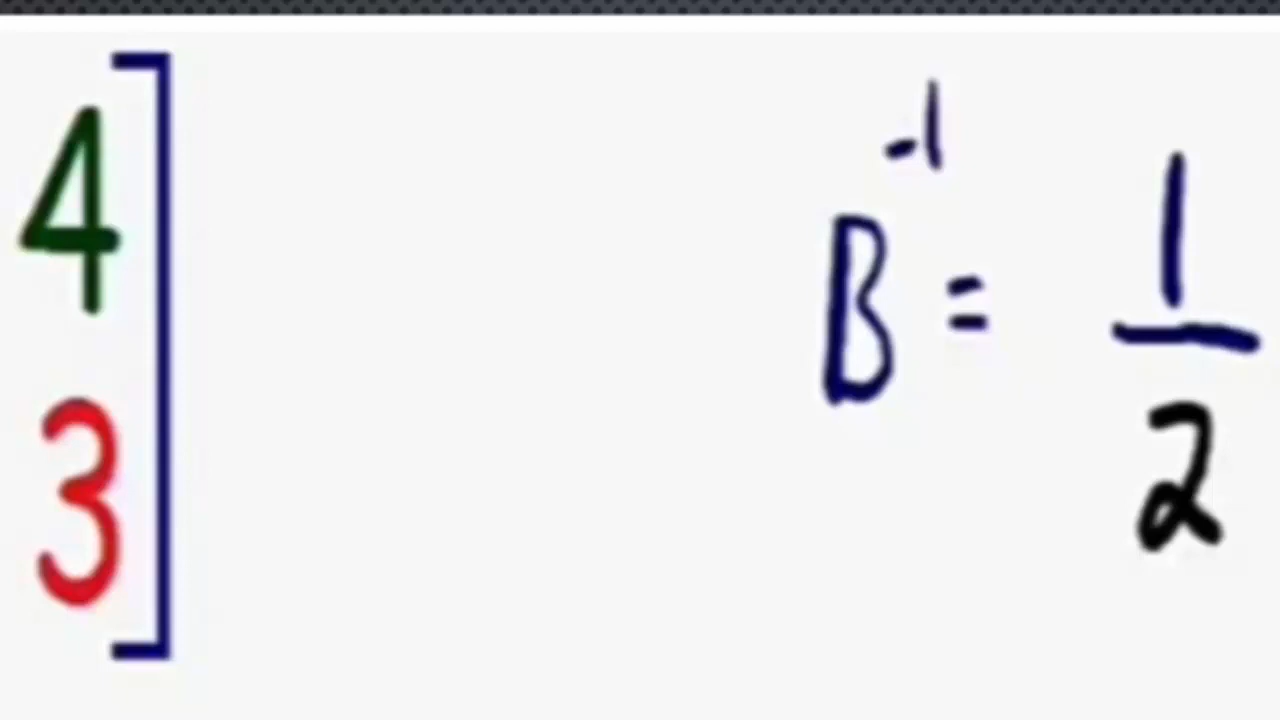 4 ]
3
B⁻¹ = 1/2